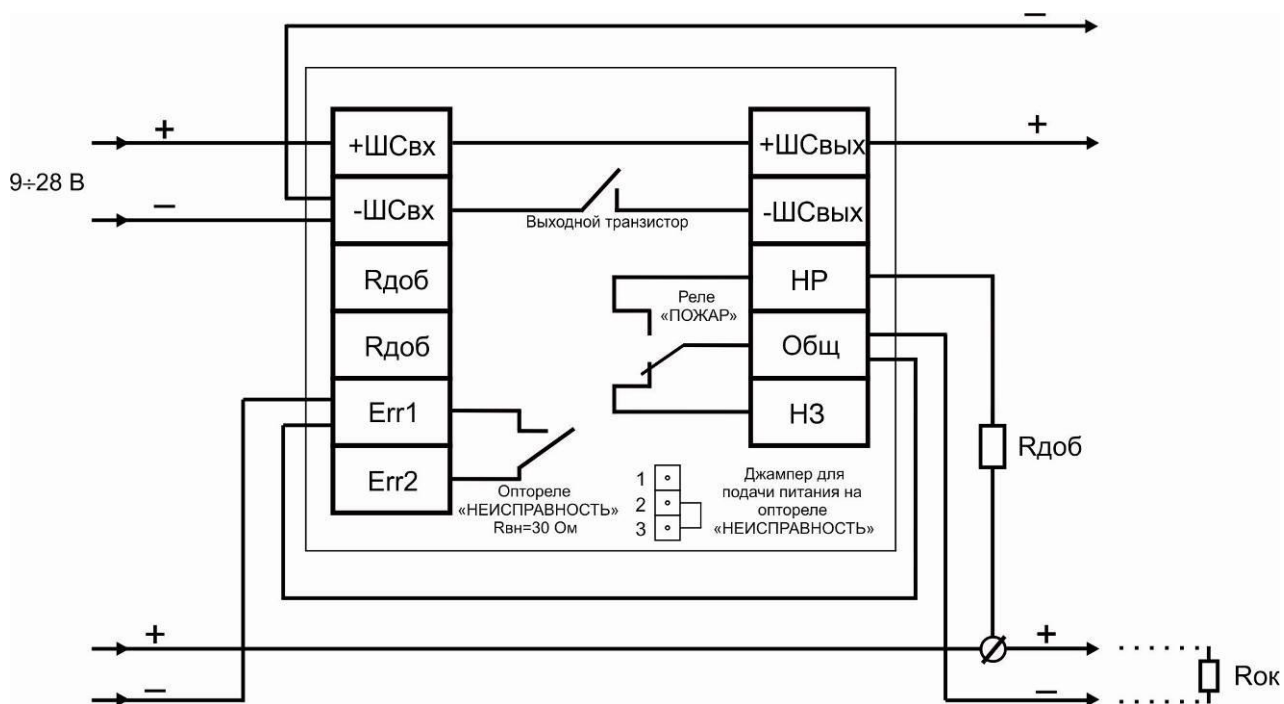 –
+
+
9÷28 В
–
+ШСвх
+ШСвых
-ШСвх
-ШСвых
Выходной транзистор
Rдоб
НР
Реле
«ПОЖАР»
Rдоб
Общ
Err1
НЗ
Err2
Rдоб
Оптореле
«НЕИСПРАВНОСТЬ»
Rвн=30 Ом
1
2
3
Джампер для
подачи питания на
оптореле
«НЕИСПРАВНОСТЬ»
+
+
–
–
Rок